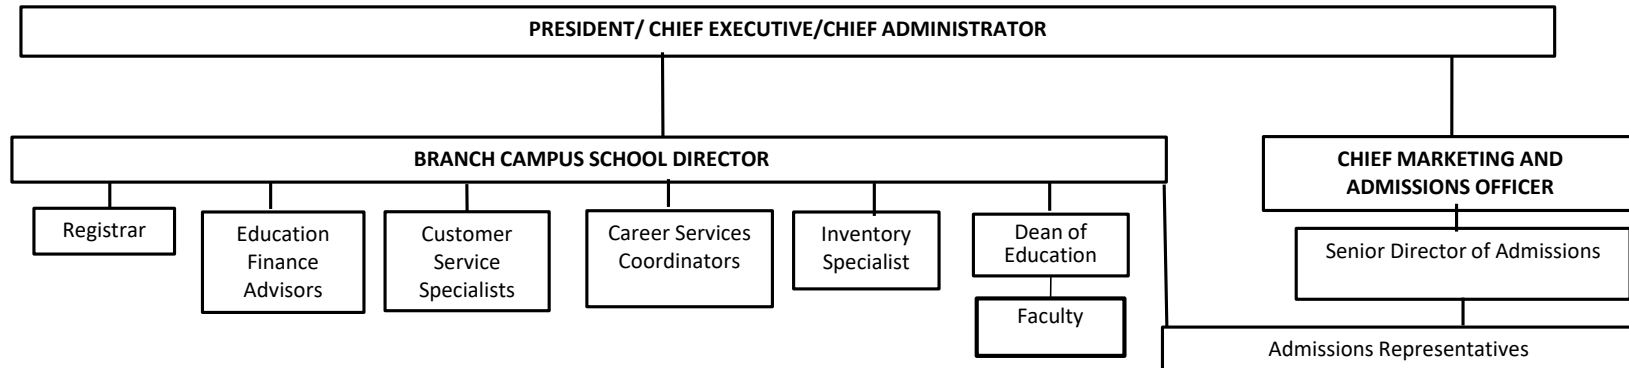 PRESIDENT/ CHIEF EXECUTIVE/CHIEF ADMINISTRATOR
BRANCH CAMPUS SCHOOL DIRECTOR
CHIEF MARKETING AND
ADMISSIONS OFFICER
Registrar
Education
Finance
Advisors
Customer
Service
Specialists
Career Services
Coordinators
Inventory
Specialist
Dean of
Education
Faculty
Senior Director of Admissions
Admissions Representatives